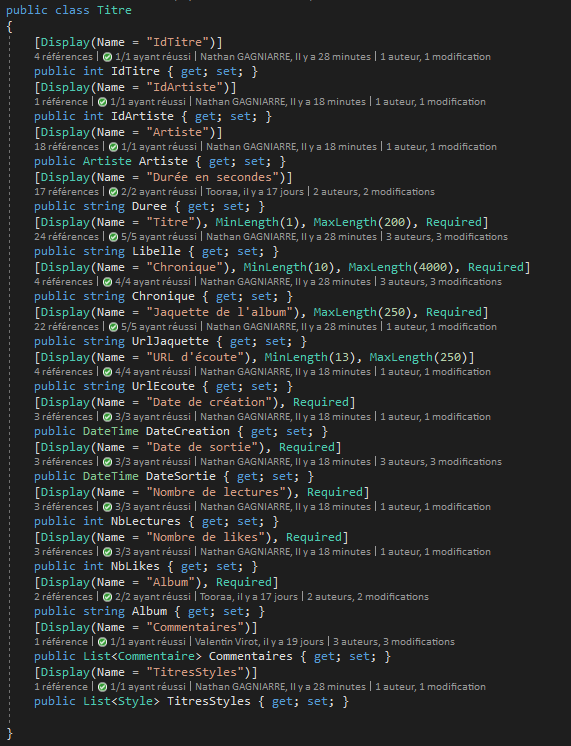 public class Titre
{
[Display(Name = "IdTitre")]
4 références | 1/1 ayant réussi | Nathan GAGNIARRE, Il y a 28 minutes | 1 auteur, 1 modification
public int IdTitre { get; set; }
[Display(Name = "IdArtiste")]
1 référence | 1/1 ayant réussi | Nathan GAGNIARRE, Il y a 18 minutes | 1 auteur, 1 modification
public int IdArtiste { get; set; }
[Display(Name = "Artiste")]
18 références | 1/1 ayant réussi | Nathan GAGNIARRE, Il y a 18 minutes | 1 auteur, 1 modification
public Artiste Artiste { get; set; }
[Display(Name = "Durée en secondes")]
17 références | 2/2 ayant réussi | Tooraa, il y a 17 jours | 2 auteurs, 2 modifications
public string Duree { get; set; }
[Display(Name = "Titre"), MinLength(1), MaxLength(200), Required]
24 références | 5/5 ayant réussi | Nathan GAGNIARRE, Il y a 28 minutes | 3 auteurs, 3 modifications
public string Libelle { get; set; }
[Display(Name = "Chronique"), MinLength(10), MaxLength(4000), Required]
4 références | 4/4 ayant réussi | Nathan GAGNIARRE, Il y a 28 minutes | 3 auteurs, 3 modifications
public string Chronique { get; set; }
[Display(Name = "Jaquette de l'album"), MaxLength(250), Required]
22 références | 5/5 ayant réussi | Nathan GAGNIARRE, Il y a 28 minutes | 1 auteur, 1 modification
public string UrlJaquette { get; set; }
[Display(Name = "URL d'écoute"), MinLength(13), MaxLength(250)]
4 références | 4/4 ayant réussi | Nathan GAGNIARRE, Il y a 18 minutes | 1 auteur, 1 modification
public string UrlEcoute { get; set; }
[Display(Name = "Date de création"), Required]
3 références | 3/3 ayant réussi | Nathan GAGNIARRE, Il y a 18 minutes | 1 auteur, 1 modification
public DateTime DateCreation { get; set; }
[Display(Name = "Date de sortie"), Required]
3 références | 3/3 ayant réussi | Nathan GAGNIARRE, Il y a 18 minutes | 3 auteurs, 3 modifications
public DateTime DateSortie { get; set; }
[Display(Name = "Nombre de lectures"), Required]
3 références | 3/3 ayant réussi | Nathan GAGNIARRE, Il y a 18 minutes | 1 auteur, 1 modification
public int NbLectures { get; set; }
[Display(Name = "Nombre de likes"), Required]
3 références | 3/3 ayant réussi | Nathan GAGNIARRE, Il y a 18 minutes | 1 auteur, 1 modification
public int NbLikes { get; set; }
[Display(Name = "Album"), Required]
2 références | 2/2 ayant réussi | Tooraa, il y a 17 jours | 2 auteurs, 2 modifications
public string Album { get; set; }
[Display(Name = "Commentaires")]
1 référence | 1/1 ayant réussi | Valentin Virot, il y a 19 jours | 3 auteurs, 3 modifications
public List<Commentaire> Commentaires { get; set; }
[Display(Name = "TitresStyles")]
1 référence | 1/1 ayant réussi | Nathan GAGNIARRE, Il y a 28 minutes | 1 auteur, 1 modification
public List<Style> TitresStyles { get; set; }
}